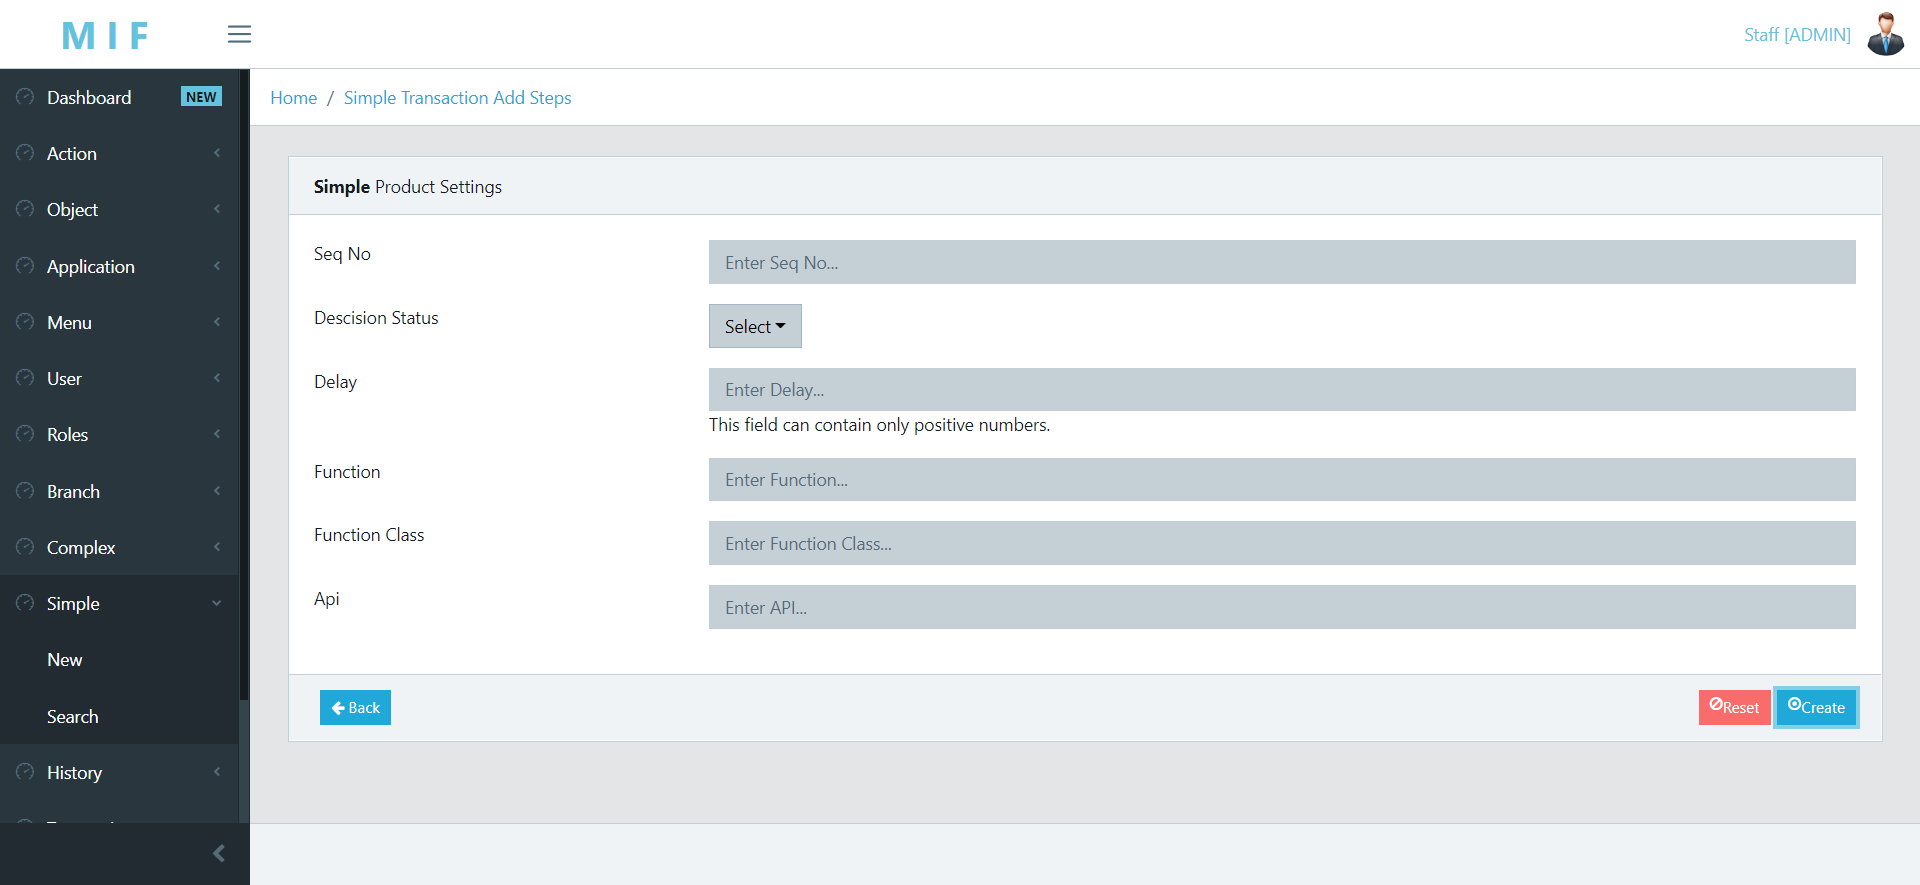 M I F
Staff [ADMIN]
Dashboard NEW
Action
Object
Application
Menu
User
Roles
Branch
Complex
Simple
New
Search
History
Home / Simple Transaction Add Steps
Simple Product Settings
Seq No
Enter Seq No...
Descision Status
Select
Delay
Enter Delay...
This field can contain only positive numbers.
Function
Enter Function...
Function Class
Enter Function Class...
Api
Enter API...
Back
Reset
Create